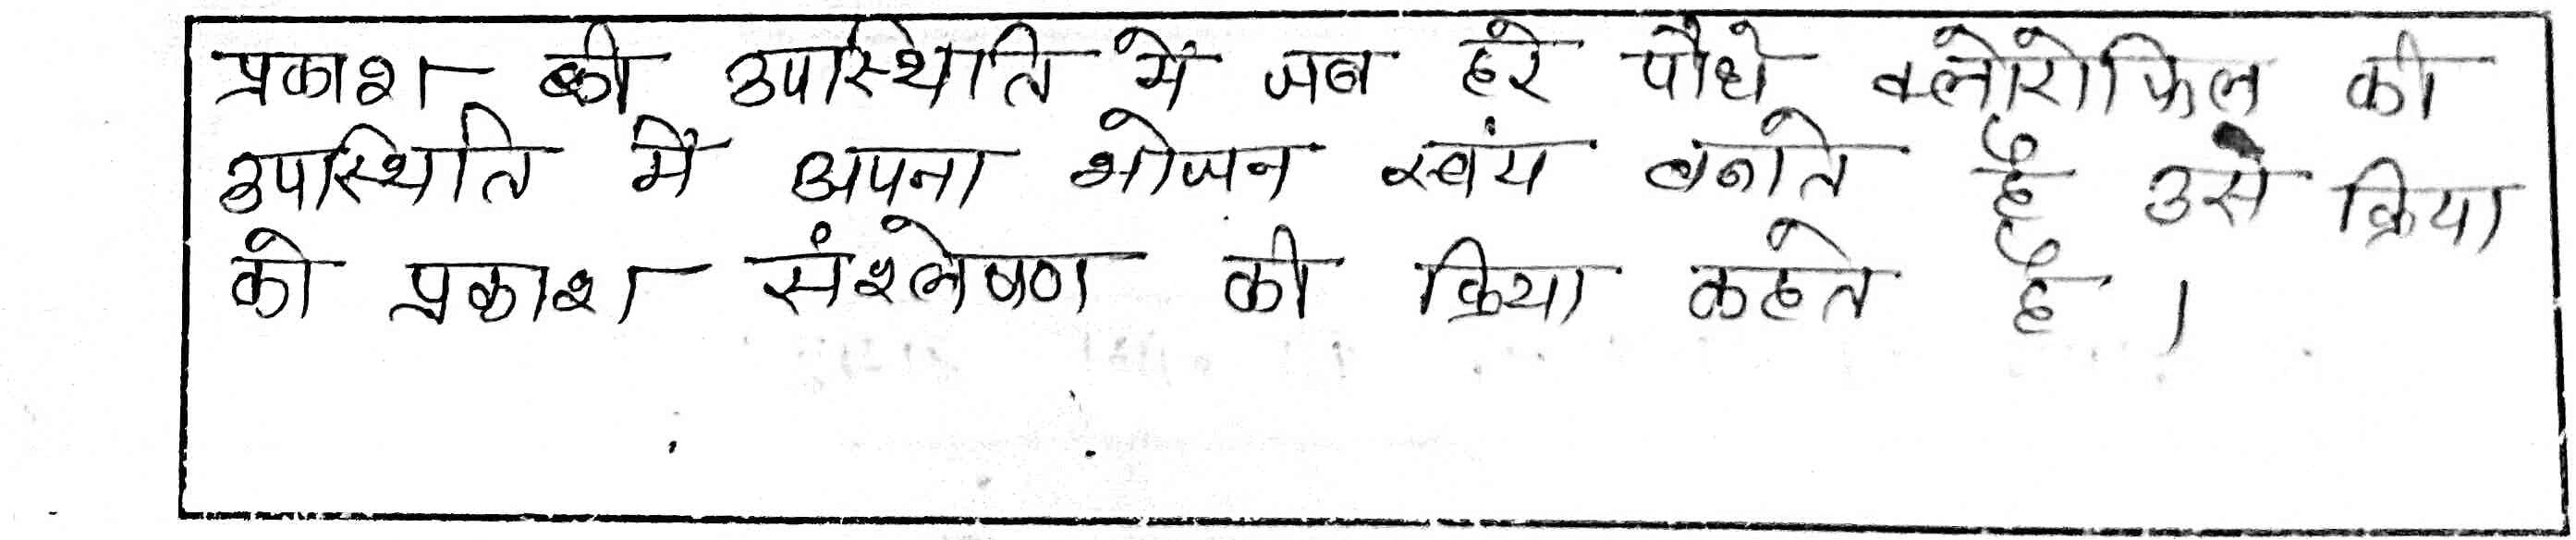 प्रकाश की उपस्थिति में जब हरे पौधे क्लोरोफिल की
उपस्थिति में अपना भोजन स्वंय बनाते है उसे क्रिया
को प्रकाश संश्लेषण की क्रिया कहते है ।